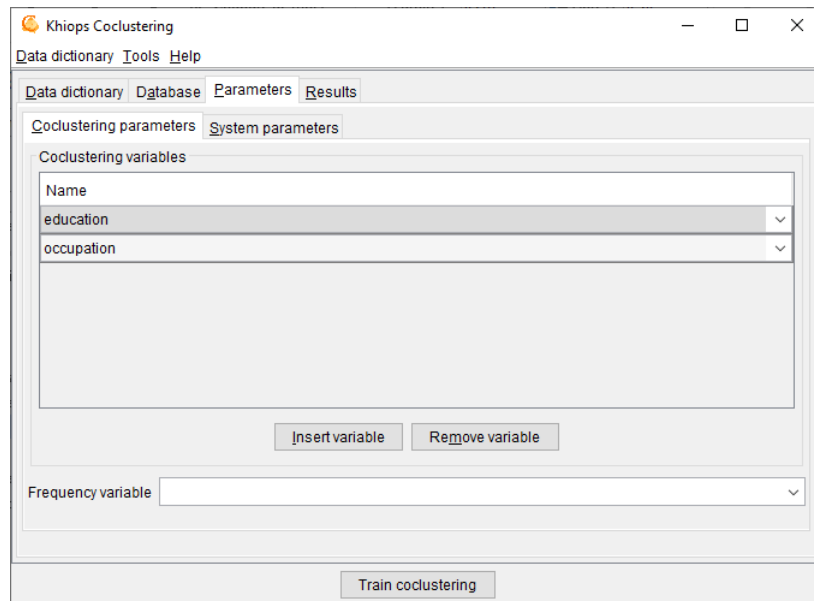 Khiops Coclustering
Data dictionary Tools Help
Data dictionary Database Parameters Results
Coclustering parameters System parameters
Coclustering variables
Name
education
occupation
Insert variable Remove variable
Frequency variable
Train coclustering